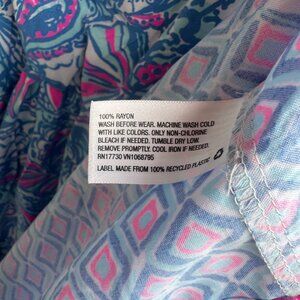 100% RAYON
WASH BEFORE WEAR. MACHINE WASH COLD
WITH LIKE COLORS. ONLY NON-CHLORINE
BLEACH IF NEEDED. TUMBLE DRY LOW.
REMOVE PROMPTLY. COOL IRON IF NEEDED.
RN17730 VN1068795
LABEL MADE FROM 100% RECYCLED PLASTIC